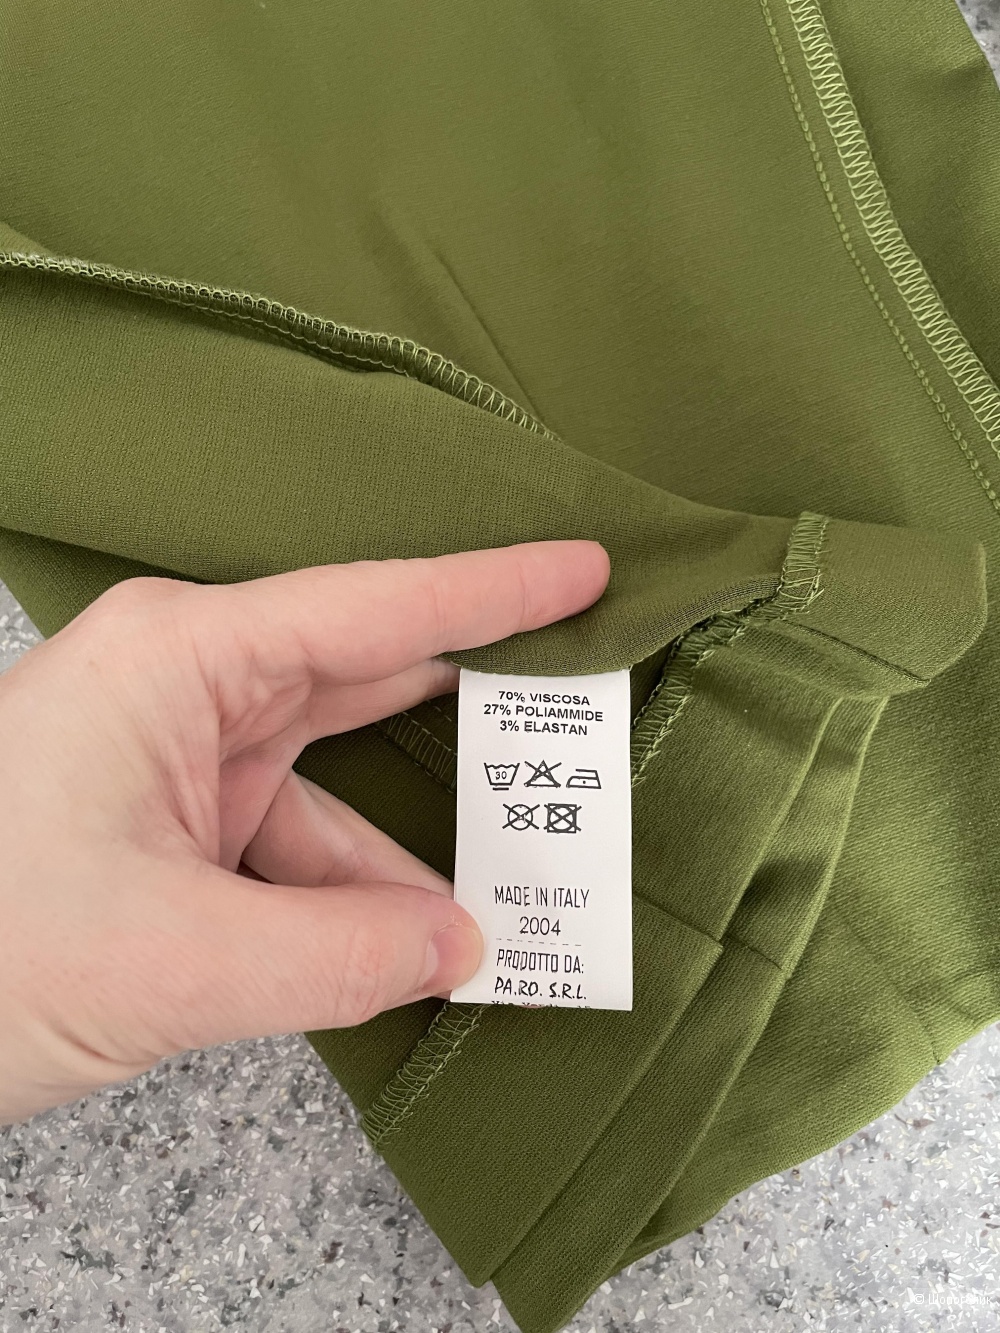 70% VISCOSA
27% POLIAMMIDE
3% ELASTAN
30
MADE IN ITALY
2004
PRODOTTO DA:
PA.RO. S.R.L.